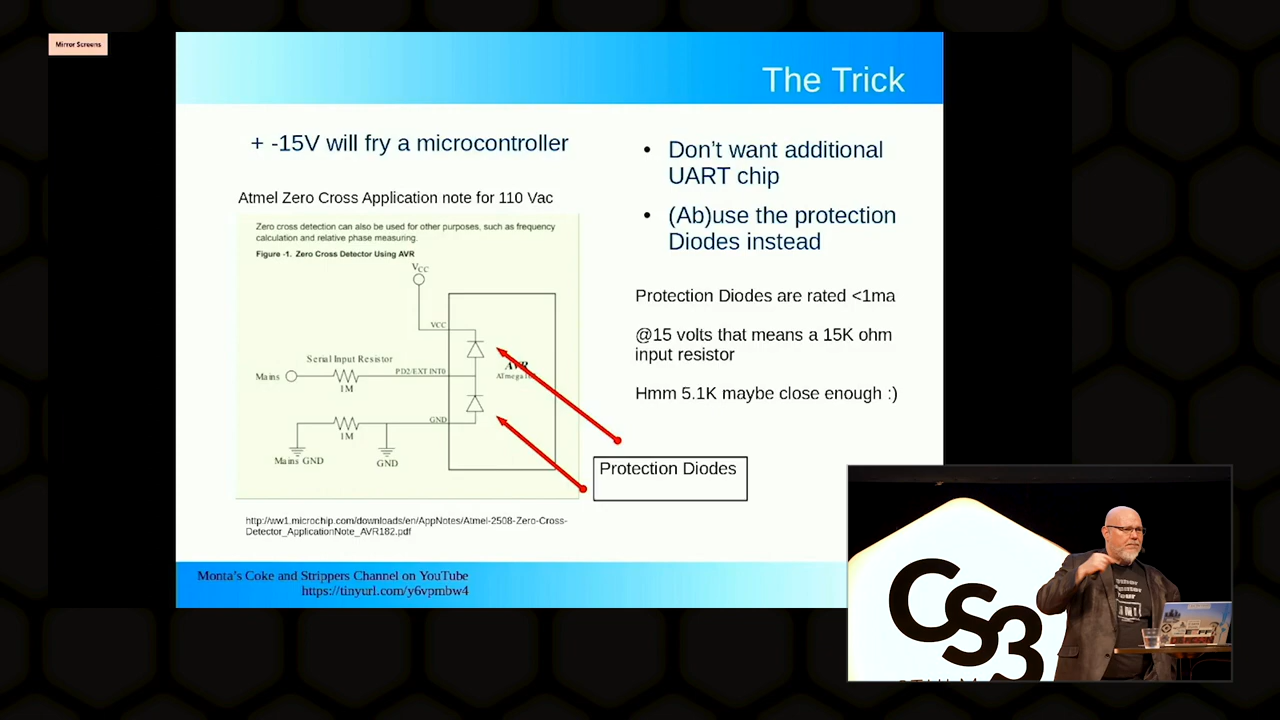 Mirror Screens
The Trick
+ -15V will fry a microcontroller
Atmel Zero Cross Application note for 110 Vac
Zero cross detection can also be used for other purposes, such as frequency
calculation and relative phase measuring.
Figure -1. Zero Cross Detector Using AVR
VCC
VCC
Serial Input Resistor
Mains
1M
PD2/EXT INT0
AVR
GND
1M
Mains GND
GND
http://ww1.microchip.com/downloads/en/AppNotes/Atmel-2508-Zero-Cross-
Detector_ApplicationNote_AVR182.pdf
• Don't want additional
UART chip
• (Ab)use the protection
Diodes instead
Protection Diodes are rated <1ma
@15 volts that means a 15K ohm
input resistor
Hmm 5.1K maybe close enough :)
Protection Diodes
Monta's Coke and Strippers Channel on YouTube
https://tinyurl.com/y6vpmbw4
CS3